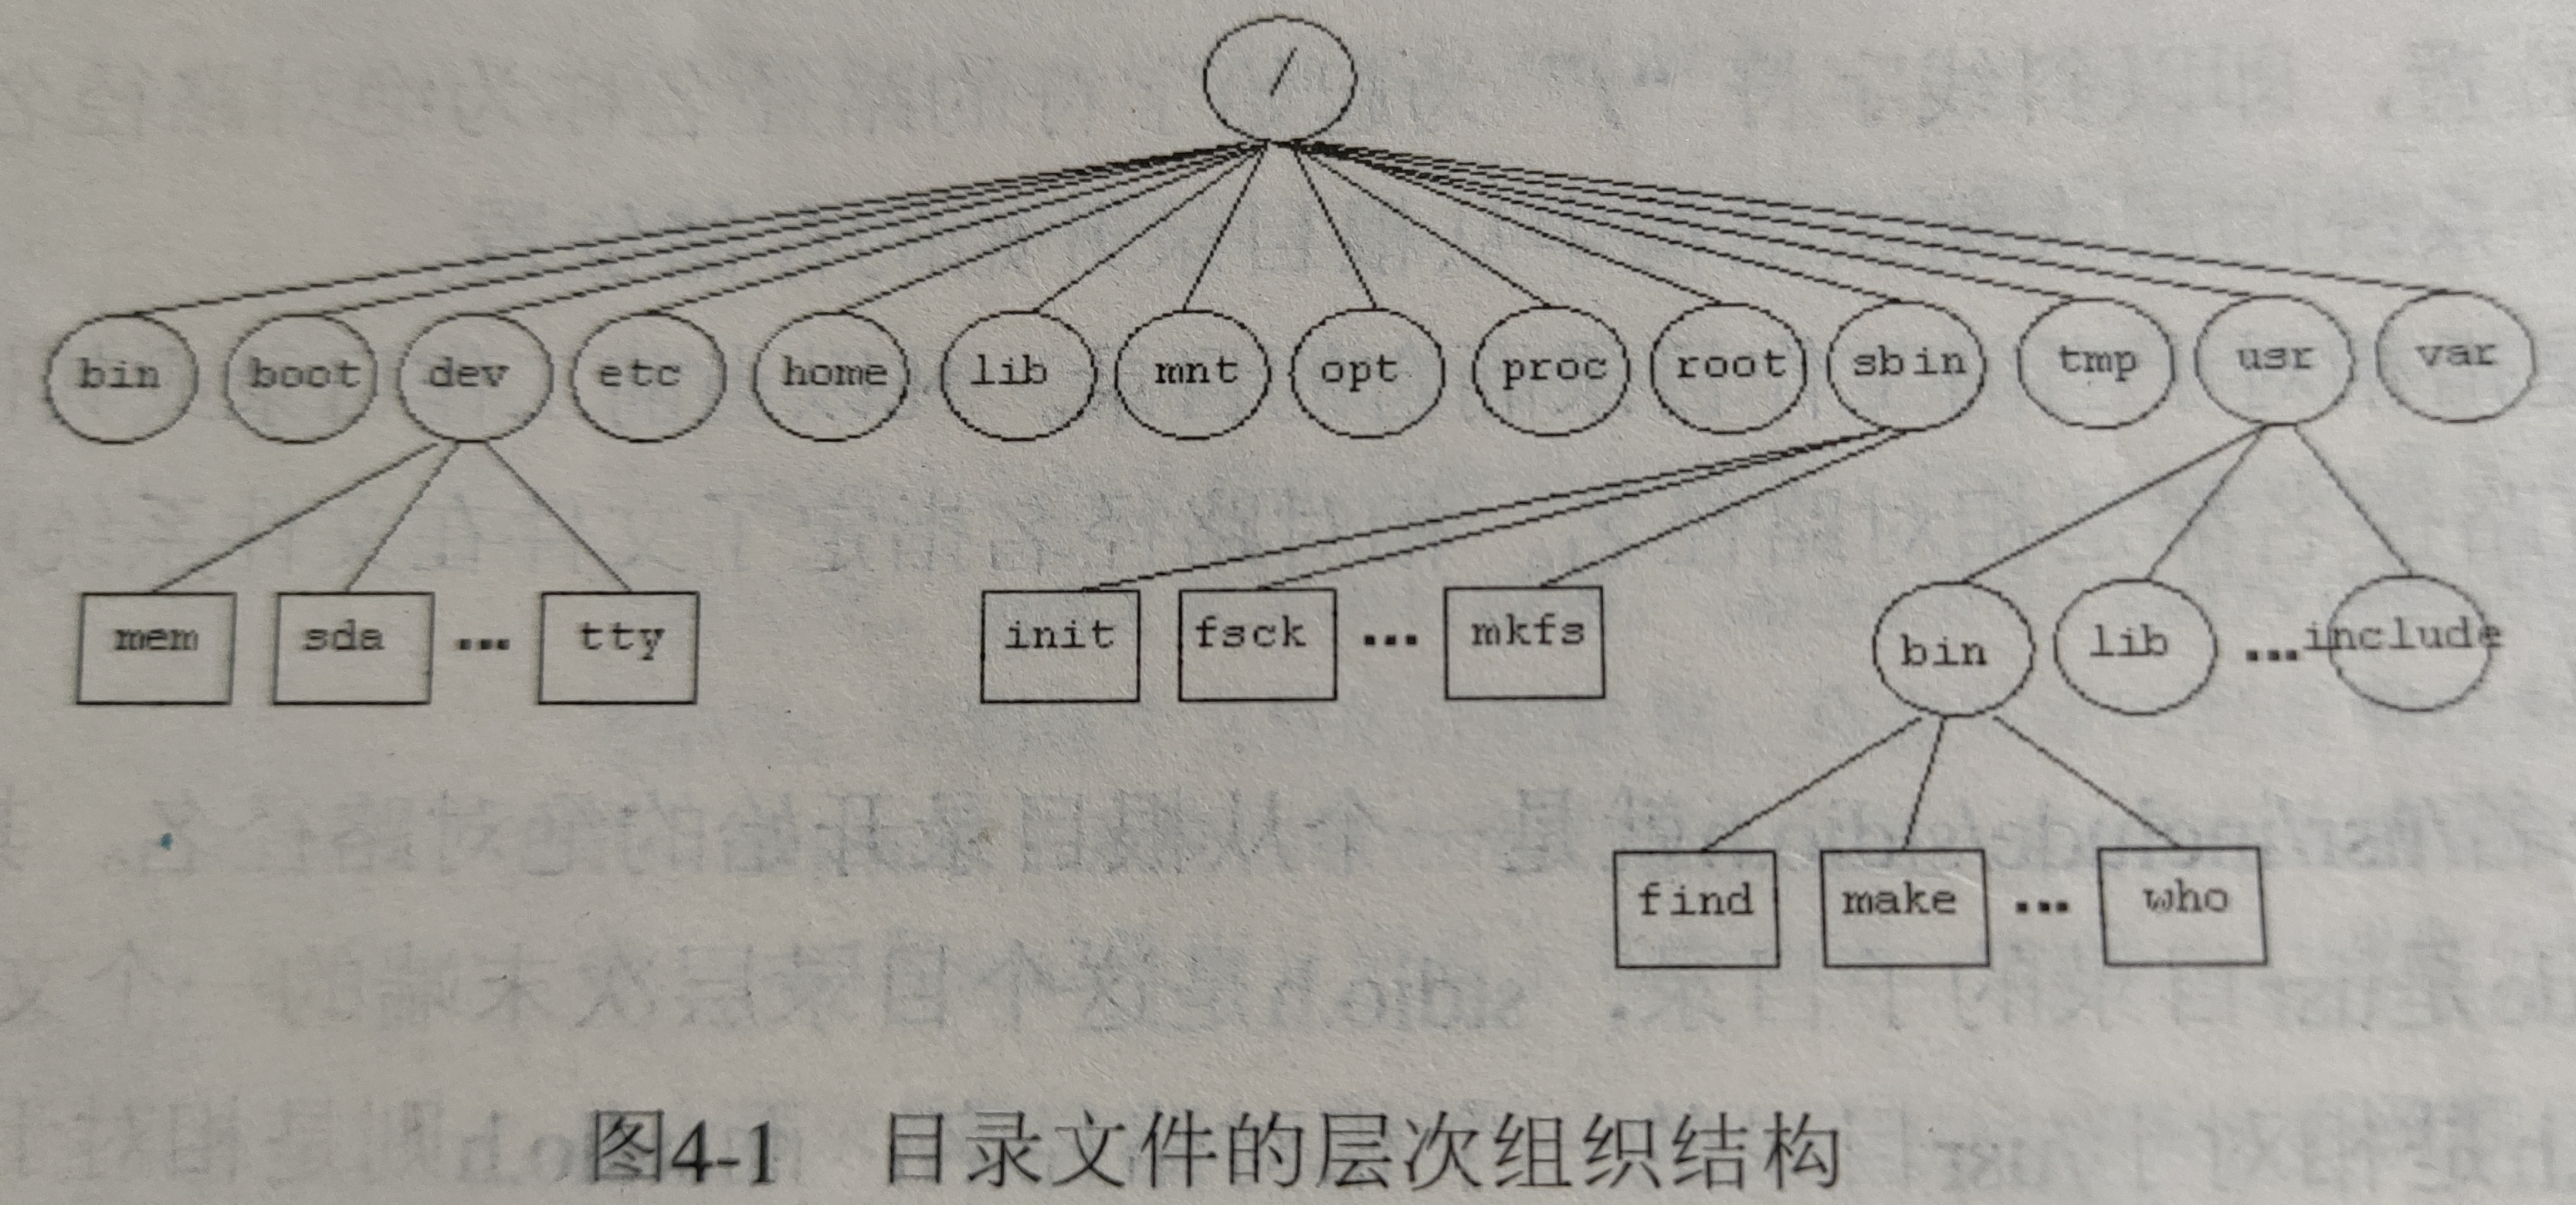 /
bin boot dev etc home lib mnt opt proc root sbin tmp usr var
mem sda ... tty init fsck ... mkfs bin lib ...include
find make ... who
图4-1 目录文件的层次组织结构